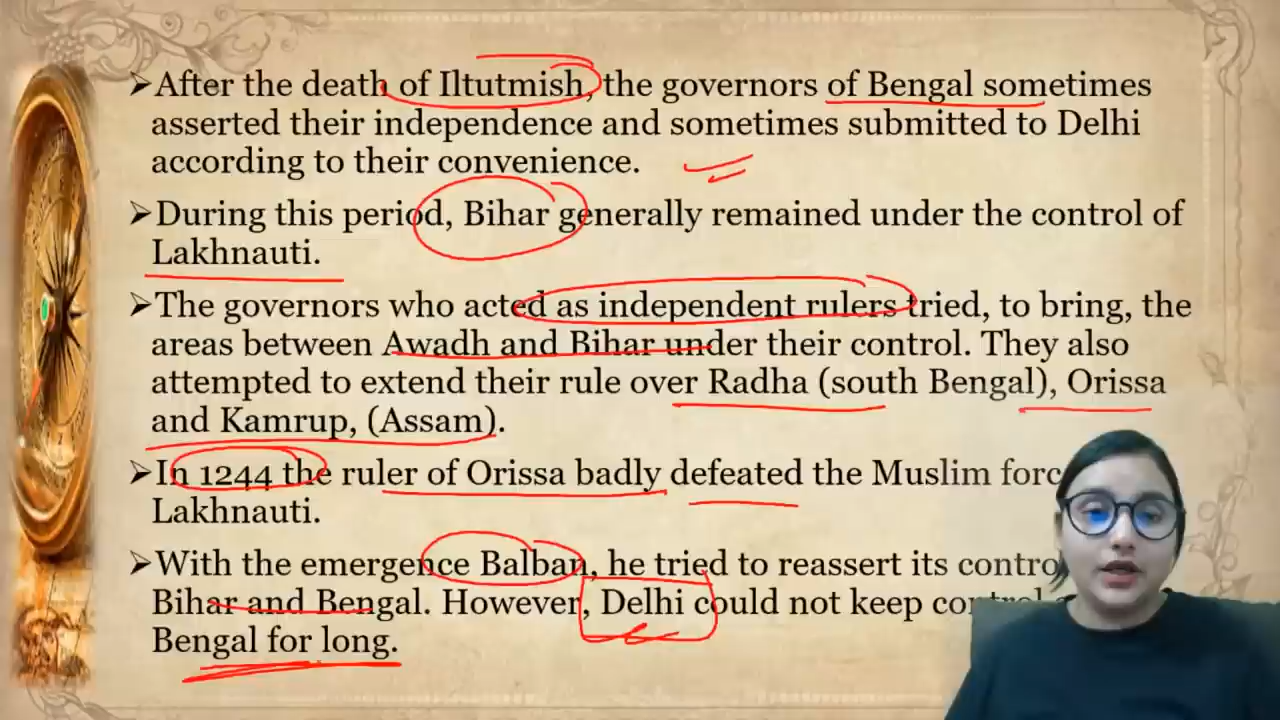 ➢After the death of Iltutmish, the governors of Bengal sometimes
asserted their independence and sometimes submitted to Delhi
according to their convenience.
➢During this period, Bihar generally remained under the control of
Lakhnauti.
➢The governors who acted as independent rulers tried, to bring, the
areas between Awadh and Bihar under their control. They also
attempted to extend their rule over Radha (south Bengal), Orissa
and Kamrup, (Assam).
➢In 1244 the ruler of Orissa badly defeated the Muslim forc
Lakhnauti.
➢With the emergence Balban, he tried to reassert its contro
Bihar and Bengal. However, Delhi could not keep
Bengal for long.